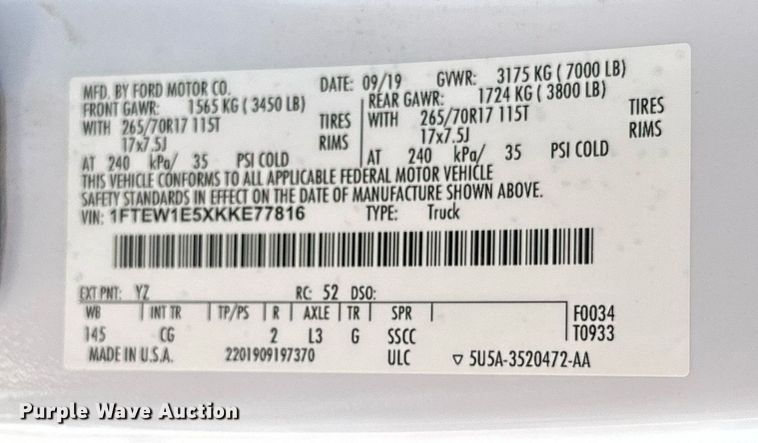 MFD. BY FORD MOTOR CO. DATE: 09/19 GVWR: 3175 KG ( 7000 LB)
FRONT GAWR: 1565 KG ( 3450 LB) REAR GAWR: 1724 KG ( 3800 LB)
WITH 265/70R17 115T TIRES WITH 265/70R17 115T TIRES
17x7.5J RIMS 17x7.5J RIMS
AT 240 kPa/ 35 PSI COLD AT 240 kPa/ 35 PSI COLD
THIS VEHICLE CONFORMS TO ALL APPLICABLE FEDERAL MOTOR VEHICLE
SAFETY STANDARDS IN EFFECT ON THE DATE OF MANUFACTURE SHOWN ABOVE.
VIN: 1FTEW1E5XKKE77816 TYPE: Truck
EXT PNT: YZ RC: 52 DSO:
WB INT TR TP/PS R AXLE TR SPR F0034
145 CG 2 L3 G SSCC T0933
MADE IN U.S.A. 2201909197370 ULC ▽ 5U5A-3520472-AA
Purple Wave Auction